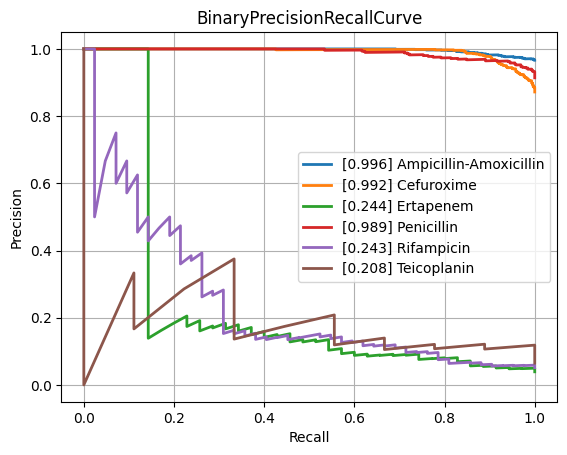 BinaryPrecisionRecallCurve
Precision
1.0
0.8
0.6
0.4
0.2
0.0
[0.996] Ampicillin-Amoxicillin
[0.992] Cefuroxime
[0.244] Ertapenem
[0.989] Penicillin
[0.243] Rifampicin
[0.208] Teicoplanin
0.0 0.2 0.4 0.6 0.8 1.0
Recall